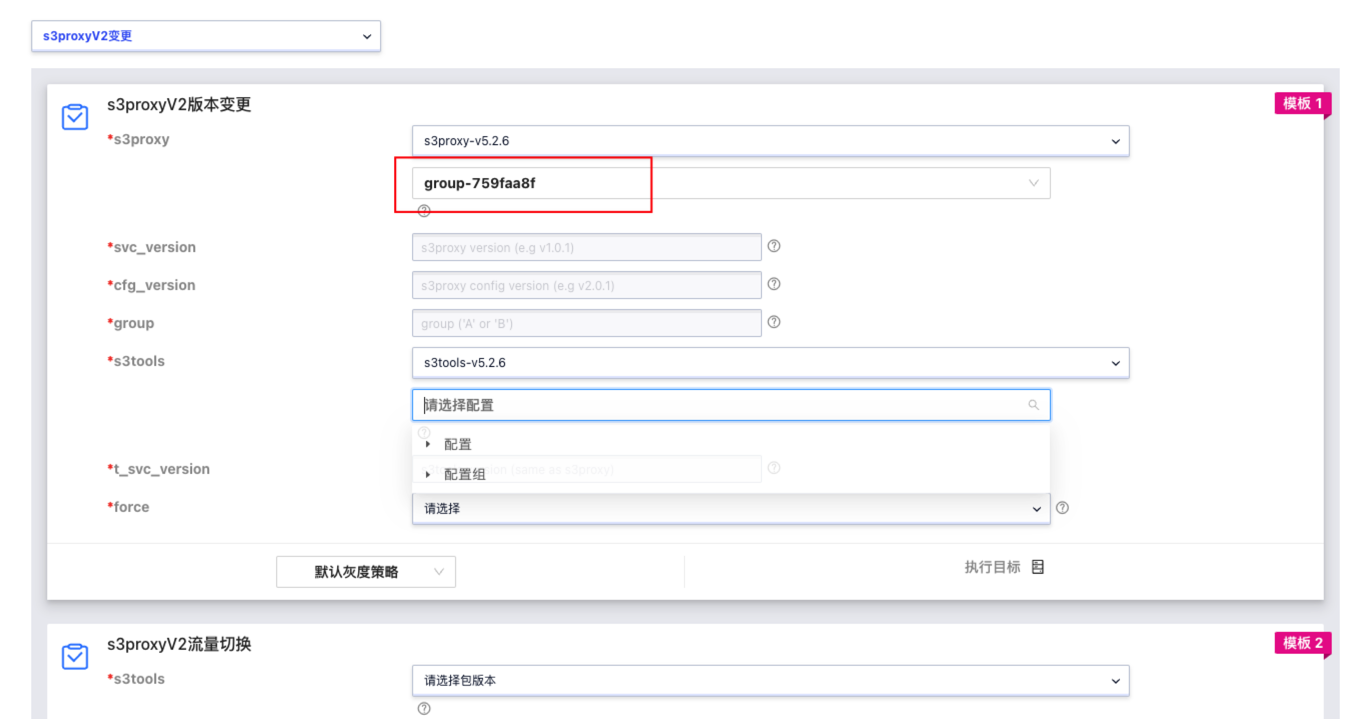 s3proxyV2变更
s3proxyV2版本变更
模板 1
*s3proxy
s3proxy-v5.2.6
group-759faa8f
*svc_version
s3proxy version (e.g v1.0.1)
*cfg_version
s3proxy config version (e.g v2.0.1)
*group
group ('A' or 'B')
*s3tools
s3tools-v5.2.6
请选择配置
配置
*t_svc_version
(same as s3proxy)
配置组
*force
请选择
默认灰度策略
执行目标
s3proxyV2流量切换
模板 2
*s3tools
请选择包版本